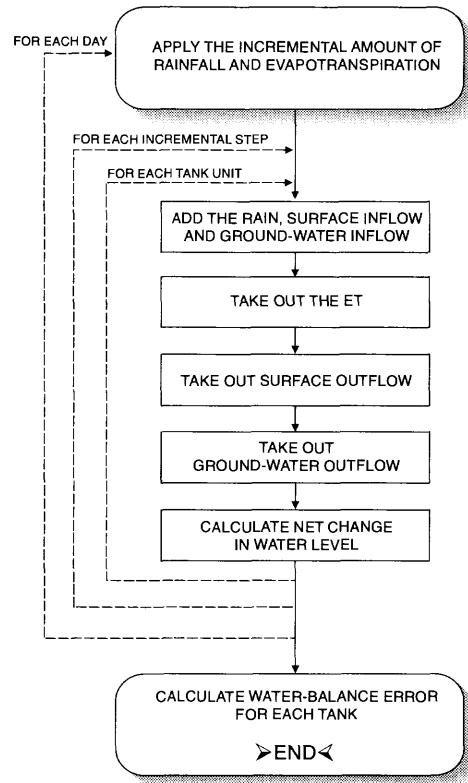 FOR EACH DAY
APPLY THE INCREMENTAL AMOUNT OF
RAINFALL AND EVAPOTRANSPIRATION
FOR EACH INCREMENTAL STEP
FOR EACH TANK UNIT
ADD THE RAIN, SURFACE INFLOW
AND GROUND-WATER INFLOW
TAKE OUT THE ET
TAKE OUT SURFACE OUTFLOW
TAKE OUT
GROUND-WATER OUTFLOW
CALCULATE NET CHANGE
IN WATER LEVEL
CALCULATE WATER-BALANCE ERROR
FOR EACH TANK
END